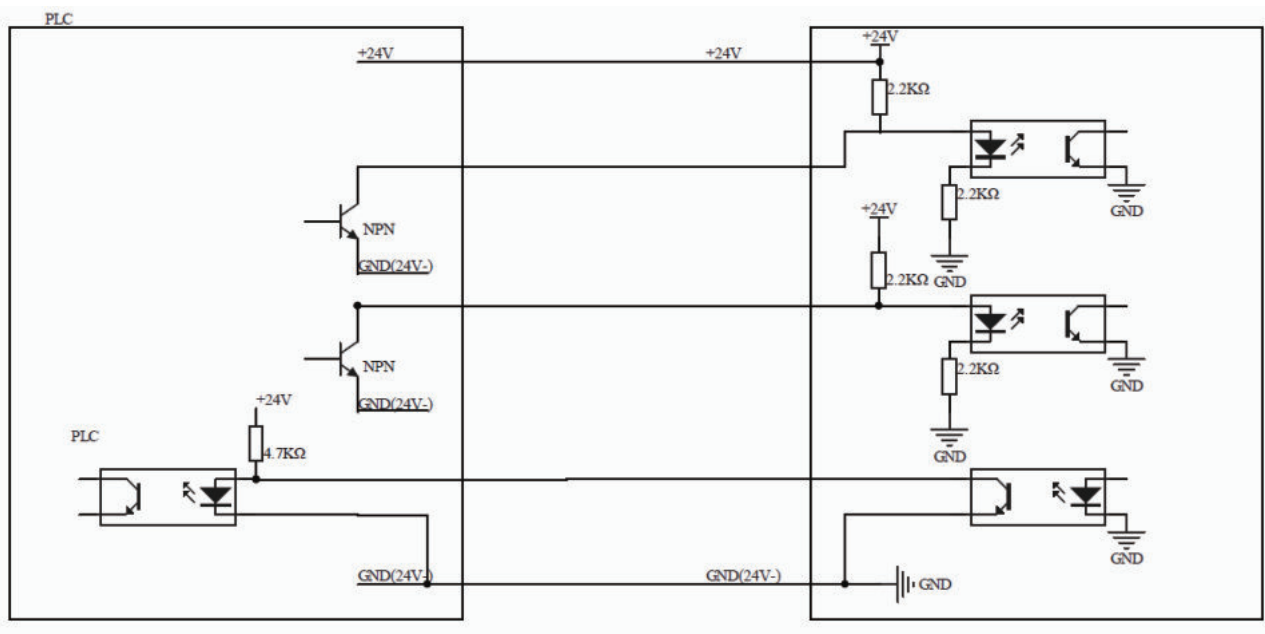 PLC
+24V
+24V
+24V
2.2KΩ
2.2KΩ
GND
+24V
NPN
GND(24V-)
2.2KΩ
GND
NPN
2.2KΩ
GND
+24V
GND(24V-)
PLC
4.7KΩ
GND
GND
GND(24V-)
GND(24V-)
GND